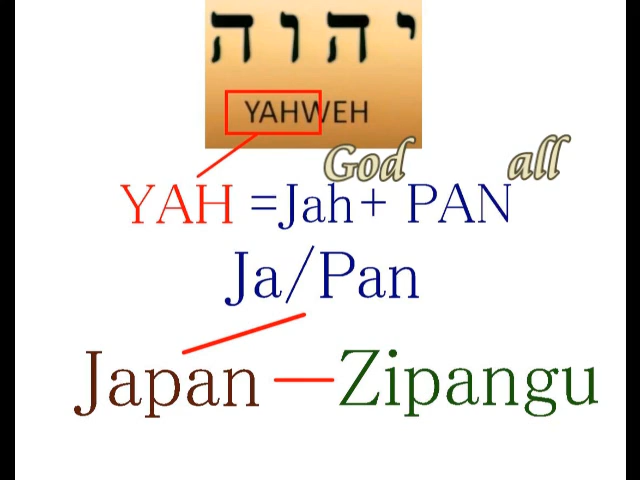 יהוה
YAHWEH
God all
YAH =Jah+ PAN
Ja/Pan
Japan Zipangu